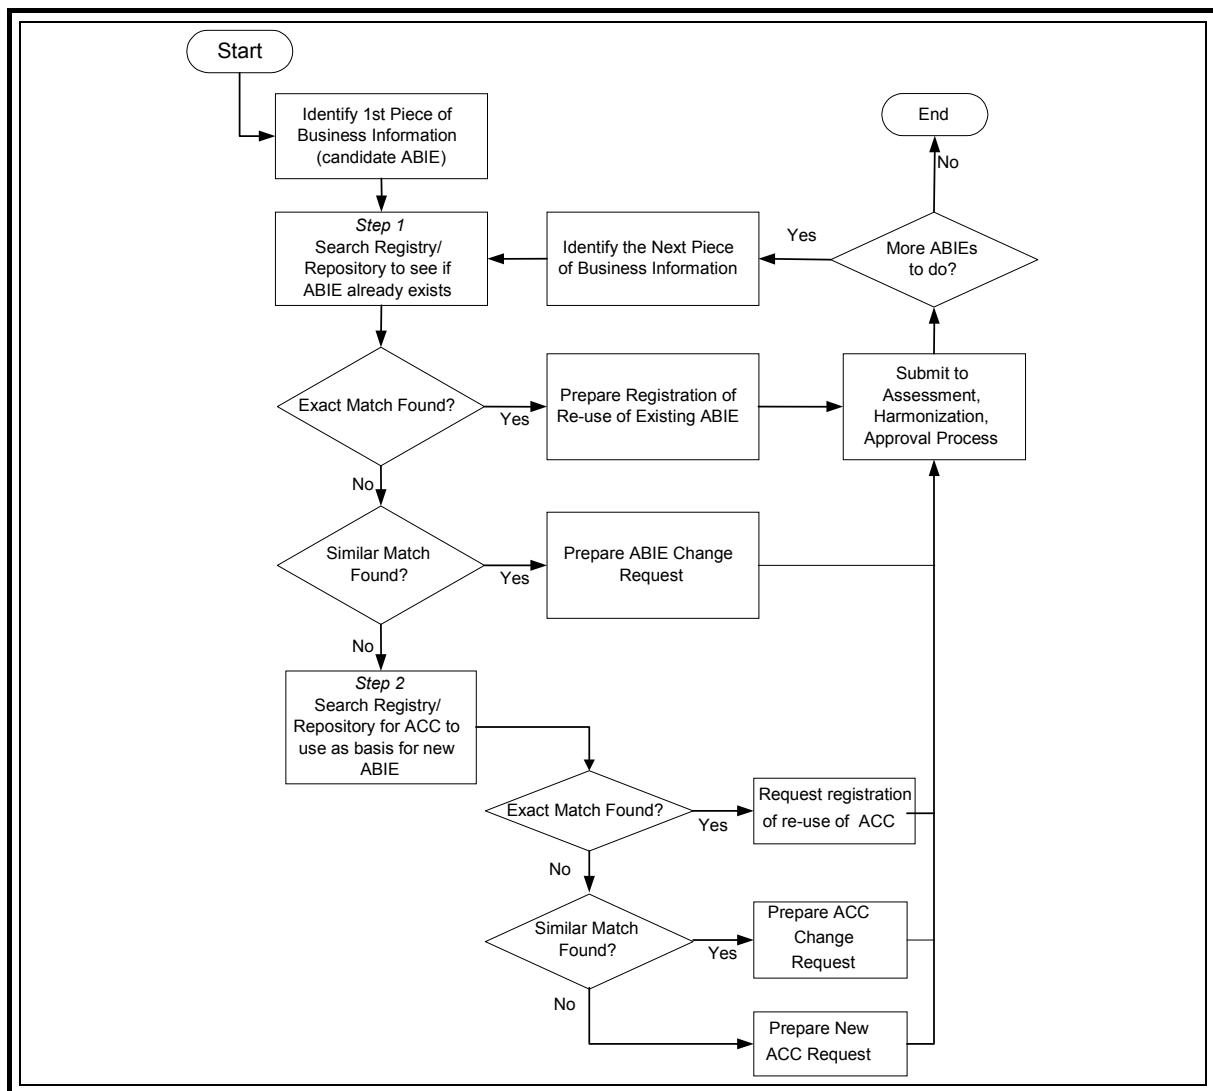 Start
Identify 1st Piece of
Business Information
(candidate ABIE)
End
No
Step 1
Search Registry/
Repository to see if
ABIE already exists
Identify the Next Piece
of Business Information
Yes
More ABIEs
to do?
Exact Match Found?
Yes
Prepare Registration of
Re-use of Existing ABIE
Submit to
Assessment,
Harmonization,
Approval Process
No
Similar Match
Found?
Yes
Prepare ABIE Change
Request
No
Step 2
Search Registry/
Repository for ACC to
use as basis for new
ABIE
Exact Match Found?
Yes
Request registration
of re-use of ACC
No
Similar Match
Found?
Yes
Prepare ACC
Change
Request
No
Prepare New
ACC Request